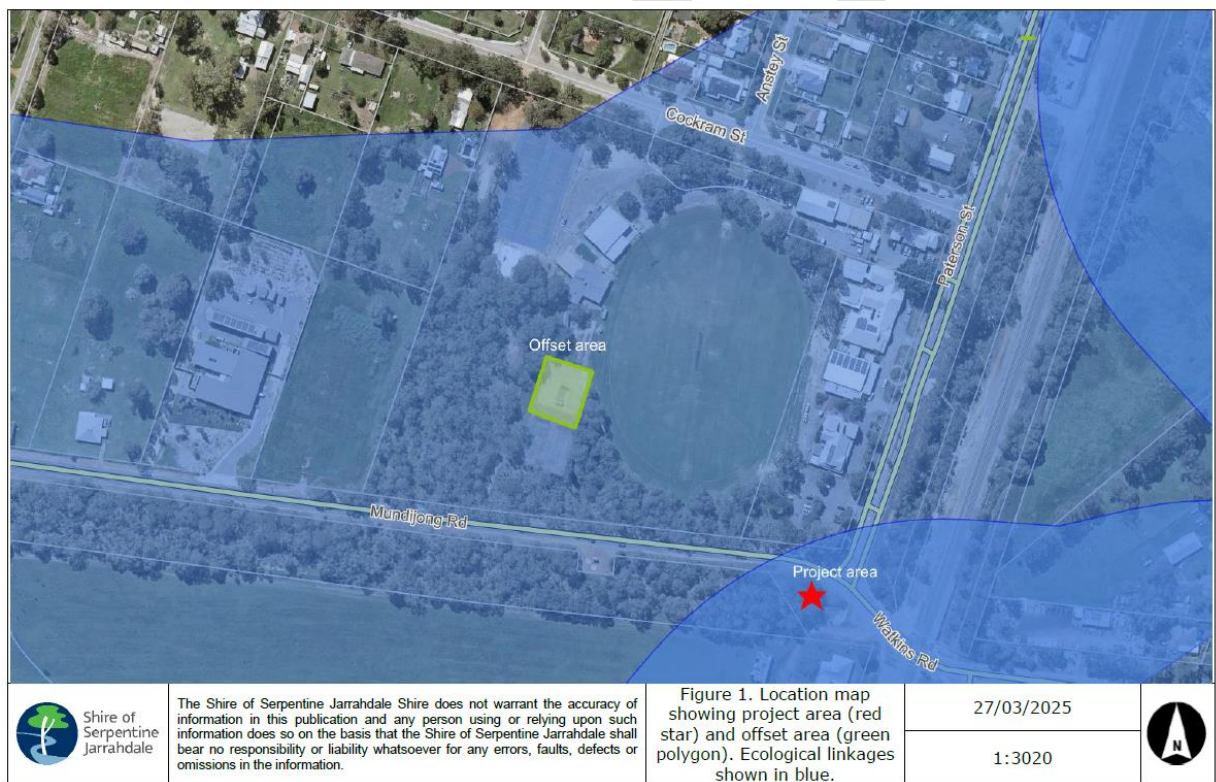 Anstey St
Cockram St
Paterson St
Offset area
Mundijong Rd
Project area
Watkins Rd
Shire of
Serpentine
Jarrahdale
The Shire of Serpentine Jarrahdale Shire does not warrant the accuracy of
information in this publication and any person using or relying upon such
information does so on the basis that the Shire of Serpentine Jarrahdale shall
bear no responsibility or liability whatsoever for any errors, faults, defects or
omissions in the information.
Figure 1. Location map
showing project area (red
star) and offset area (green
polygon). Ecological linkages
shown in blue.
27/03/2025
1:3020
N